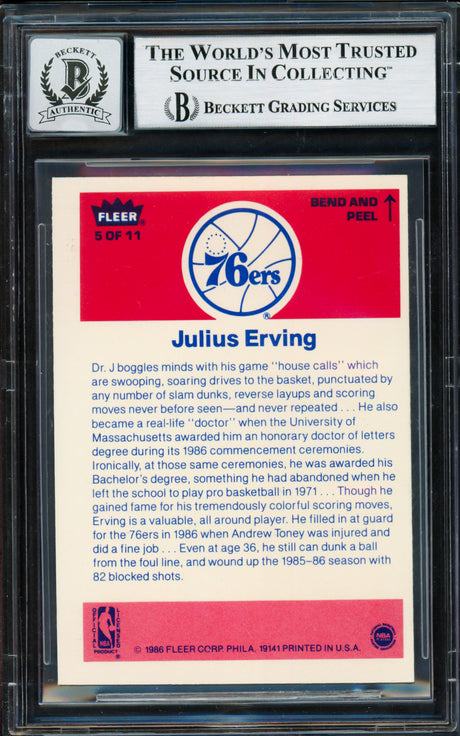 BECKETT
B
AUTHENTIC
THE WORLD'S MOST TRUSTED
SOURCE IN COLLECTING™
B BECKETT GRADING SERVICES
FLEER®
5 OF 11
BEND AND
PEEL
76ers
®
Julius Erving
Dr. J boggles minds with his game "house calls" which
are swooping, soaring drives to the basket, punctuated by
any number of slam dunks, reverse layups and scoring
moves never before seen—and never repeated . . . He also
became a real-life "doctor" when the University of
Massachusetts awarded him an honorary doctor of letters
degree during its 1986 commencement ceremonies.
Ironically, at those same ceremonies, he was awarded his
Bachelor's degree, something he had abandoned when he
left the school to play pro basketball in 1971 . . . Though he
gained fame for his tremendously colorful scoring moves,
Erving is a valuable, all around player. He filled in at guard
for the 76ers in 1986 when Andrew Toney was injured and
did a fine job . . . Even at age 36, he still can dunk a ball
from the foul line, and wound up the 1985–86 season with
82 blocked shots.
OFFICIAL
LICENSED
NBA
PRODUCT
© 1986 FLEER CORP. PHILA. 19141 PRINTED IN U.S.A.
NBA